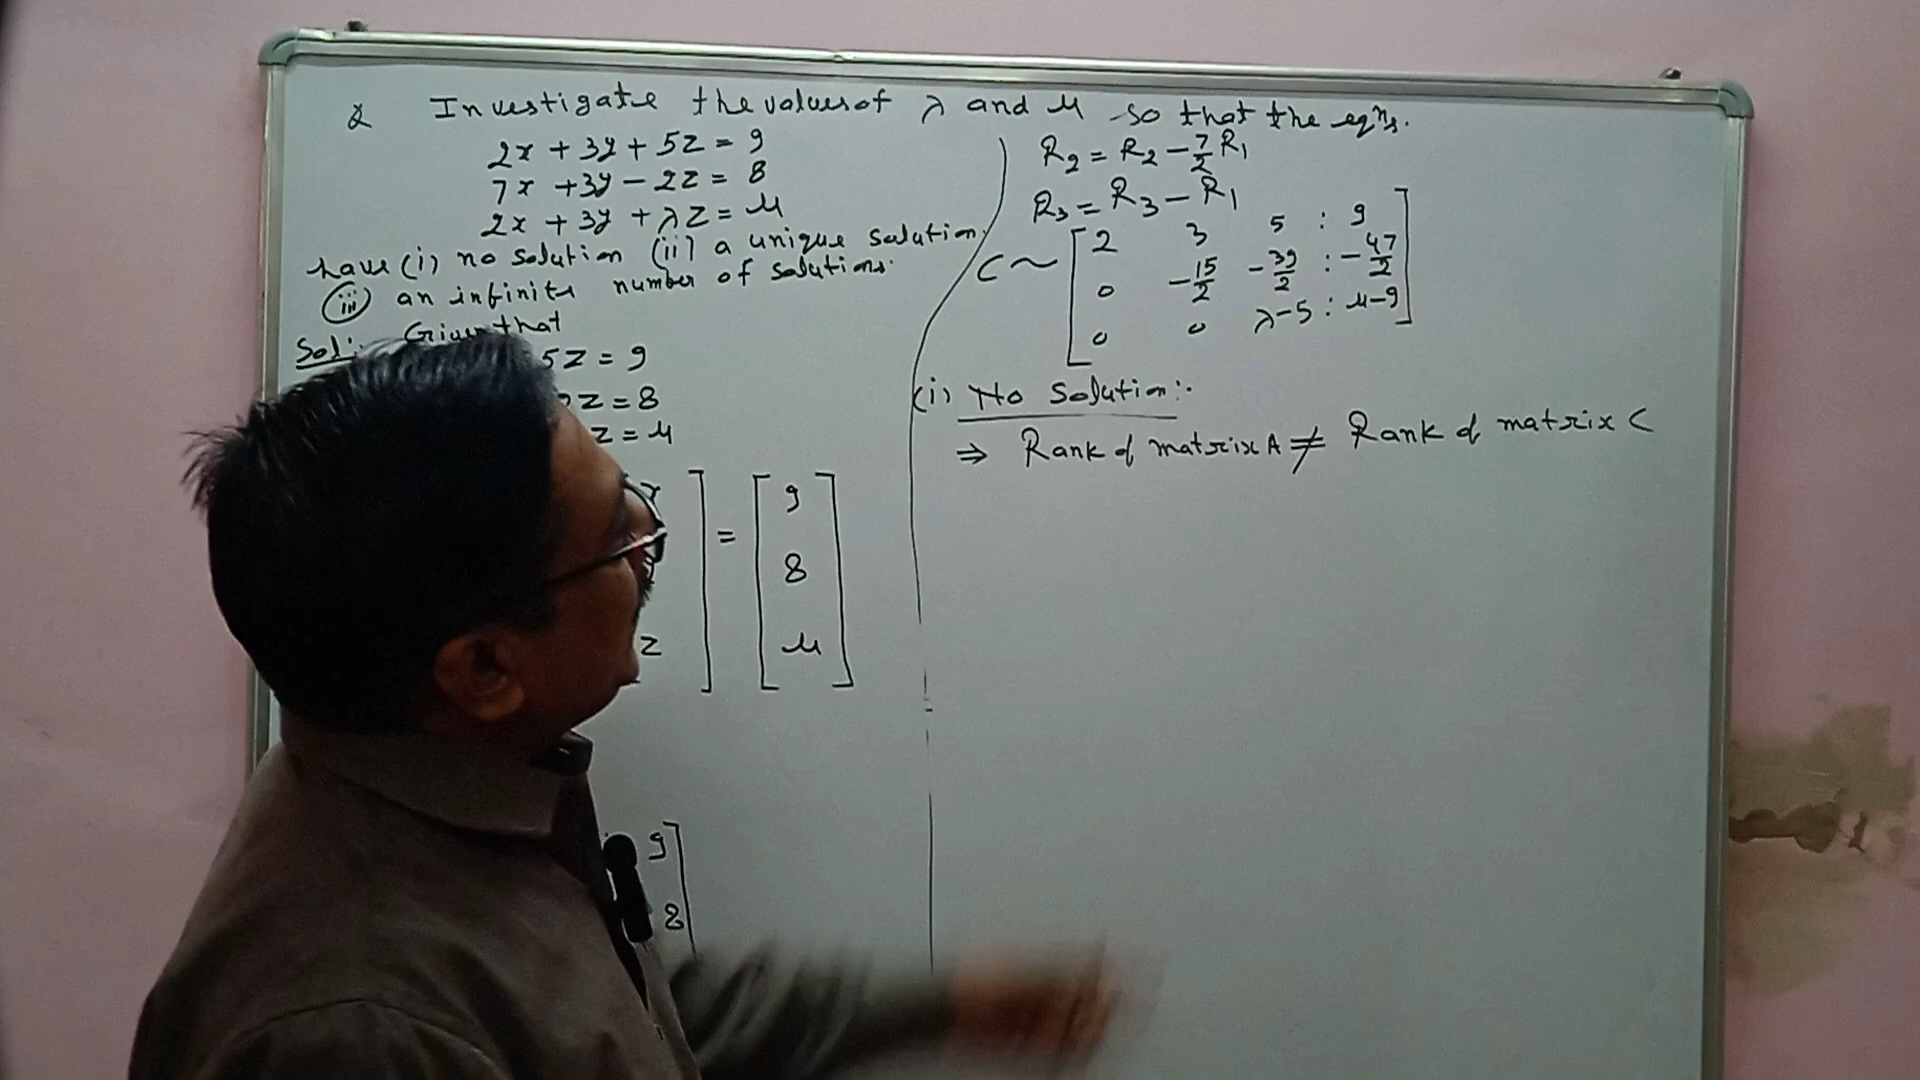 Q Investigate the values of λ and μ so that the eqns.
2x + 3y + 5z = 9
7x + 3y - 2z = 8
2x + 3y + λz = μ
have (i) no solution (ii) a unique solution.
(iii) an infinite number of solutions.
Sol: Given that
5z = 9
2z = 8
z = μ
x
] = [ 9
8
z μ ]
9 ]
8
R2 = R2 - 7/2 R1
R3 = R3 - R1
C ~ [ 2 3 5 : 9
0 -15/2 -39/2 : -47/2
0 0 λ-5 : μ-9 ]
(i) No Solution:-
⇒ Rank of matrix A ≠ Rank of matrix C